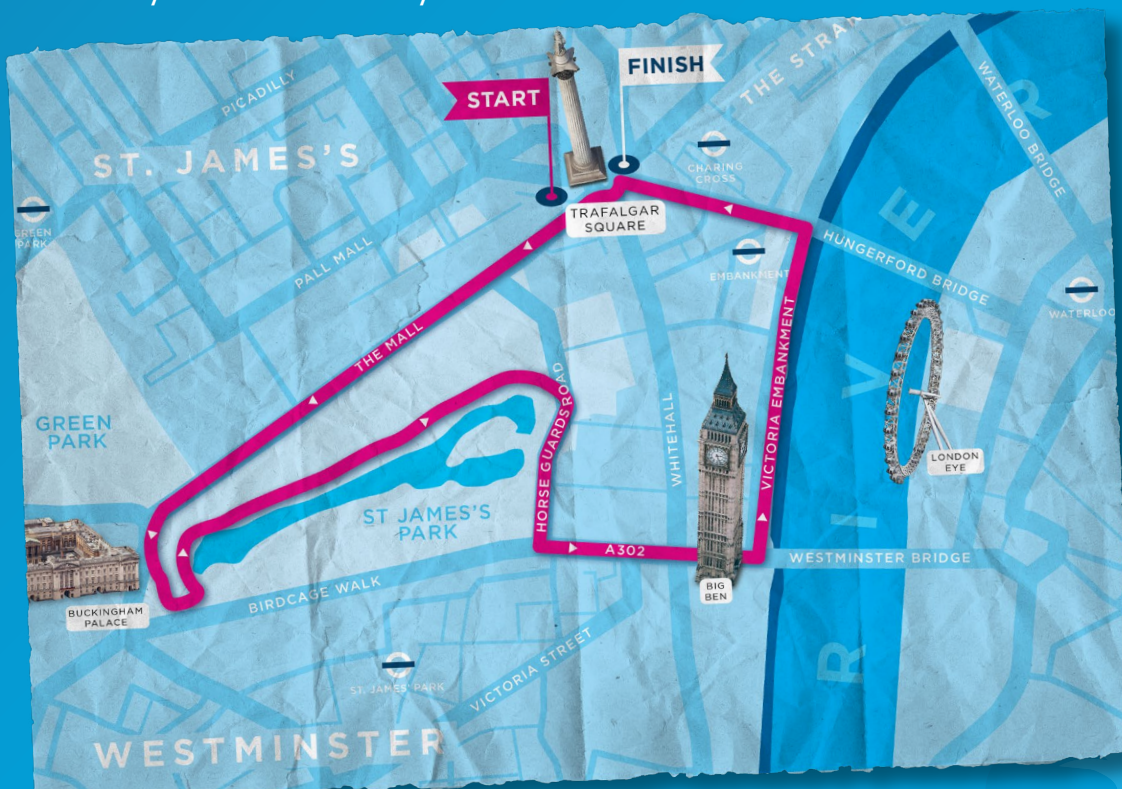 FINISH
START
THE STRA
PICADILLY
WATERLOO BRIDGE
ST. JAMES'S
CHARING
CROSS
GREEN
PARK
TRAFALGAR
SQUARE
PALL MALL
EMBANKMENT
HUNGERFORD BRIDGE
WATERLOO
THE MALL
VICTORIA EMBANKMENT
HORSE GUARDS ROAD
WHITEHALL
RIVER
GREEN
PARK
LONDON
EYE
ST JAMES'S
PARK
A302
WESTMINSTER BRIDGE
BIG
BEN
BUCKINGHAM
PALACE
BIRDCAGE WALK
ST. JAMES' PARK
VICTORIA STREET
WESTMINSTER